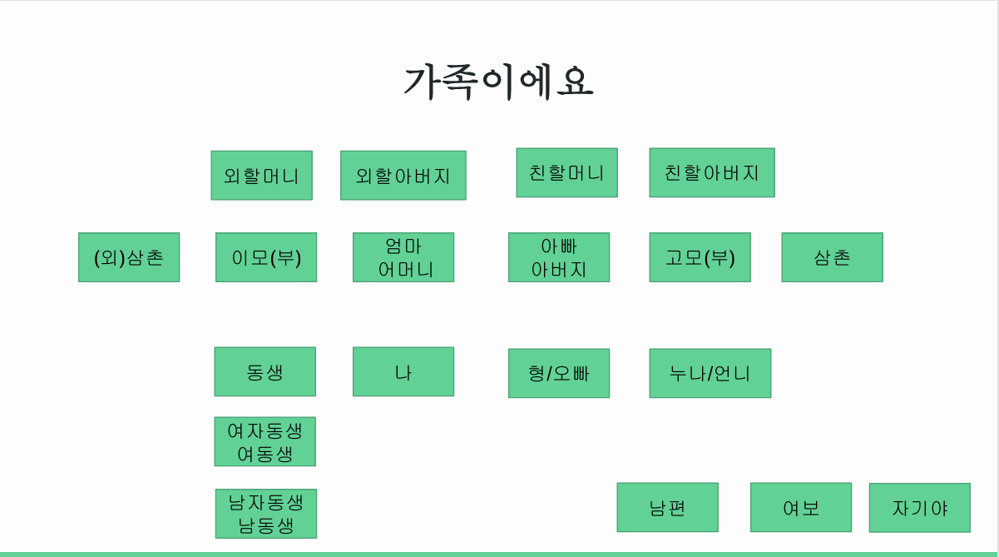 가족이에요
외할머니
외할아버지
친할머니
친할아버지
(외)삼촌
이모(부)
엄마
어머니
아빠
아버지
고모(부)
삼촌
동생
나
형/오빠
누나/언니
여자동생
여동생
남자동생
남동생
남편
여보
자기야